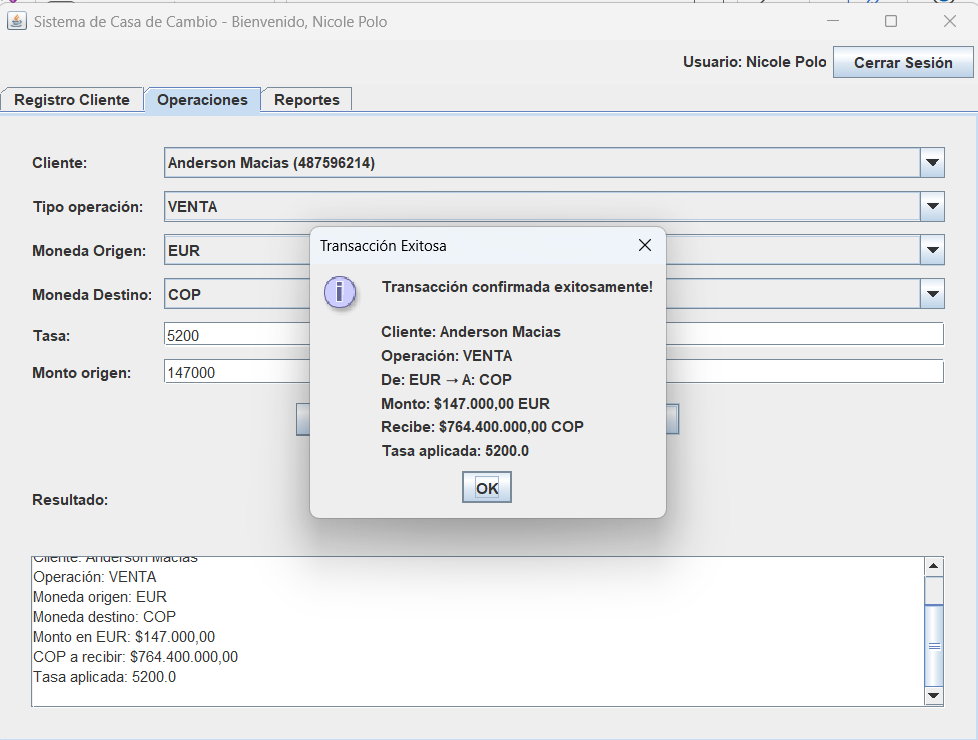 Sistema de Casa de Cambio - Bienvenido, Nicole Polo
Usuario: Nicole Polo
Cerrar Sesión
Registro Cliente
Operaciones
Reportes
Cliente:
Anderson Macias (487596214)
Tipo operación:
VENTA
Moneda Origen:
EUR
Moneda Destino:
COP
Tasa:
5200
Monto origen:
147000
Transacción Exitosa
i
Transacción confirmada exitosamente!
Cliente: Anderson Macias
Operación: VENTA
De: EUR → A: COP
Monto: $147.000,00 EUR
Recibe: $764.400.000,00 COP
Tasa aplicada: 5200.0
OK
Resultado:
Cliente: Anderson Macias
Operación: VENTA
Moneda origen: EUR
Moneda destino: COP
Monto en EUR: $147.000,00
COP a recibir: $764.400.000,00
Tasa aplicada: 5200.0